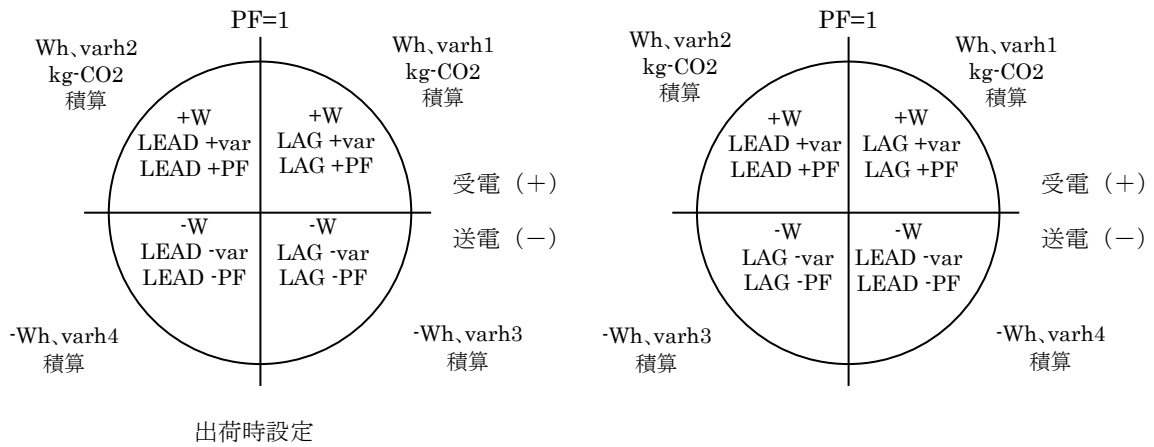 PF=1
Wh、varh2
kg-CO2
積算
Wh、varh1
kg-CO2
積算
+W
LEAD +var
LEAD +PF
+W
LAG +var
LAG +PF
受電（＋）
送電（－）
-W
LEAD -var
LEAD -PF
-W
LAG -var
LAG -PF
-Wh、varh4
積算
-Wh、varh3
積算
出荷時設定
PF=1
Wh、varh2
kg-CO2
積算
Wh、varh1
kg-CO2
積算
+W
LEAD +var
LEAD +PF
+W
LAG +var
LAG +PF
受電（＋）
送電（－）
-W
LAG -var
LAG -PF
-W
LEAD -var
LEAD -PF
-Wh、varh3
積算
-Wh、varh4
積算